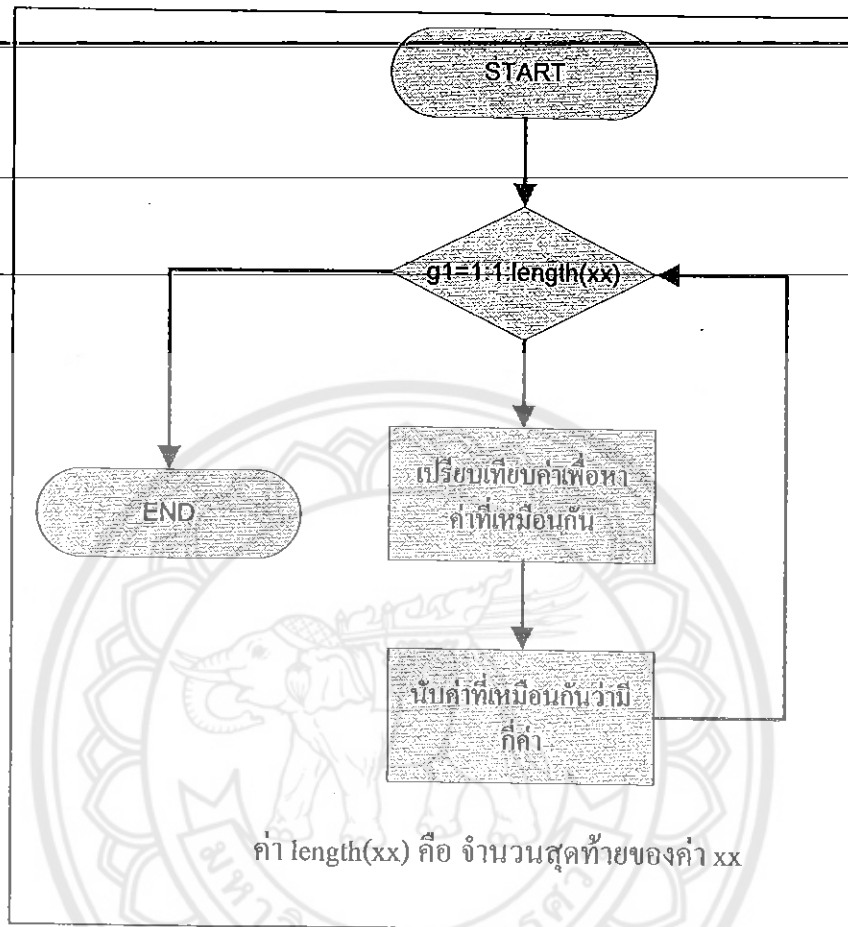 START
g1=1:1:length(xx)
END
เปรียบเทียบค่าเพื่อหา
ค่าที่เหมือนกัน
นับค่าที่เหมือนกันว่ามี
กี่ค่า
ค่า length(xx) คือ จำนวนสุดท้ายของค่า xx